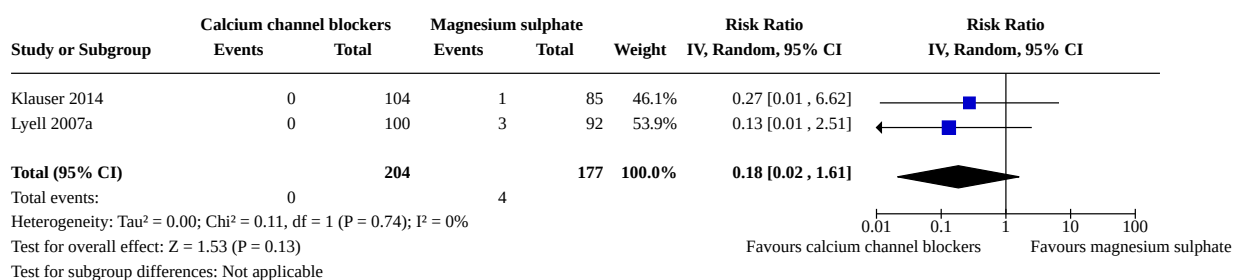 Calcium channel blockers Magnesium sulphate Risk Ratio Risk Ratio
Study or Subgroup Events Total Events Total Weight IV, Random, 95% CI IV, Random, 95% CI
Klauser 2014 0 104 1 85 46.1% 0.27 [0.01 , 6.62]
Lyell 2007a 0 100 3 92 53.9% 0.13 [0.01 , 2.51]
Total (95% CI) 204 177 100.0% 0.18 [0.02 , 1.61]
Total events: 0 4
Heterogeneity: Tau² = 0.00; Chi² = 0.11, df = 1 (P = 0.74); I² = 0%
0.01 0.1 1 10 100
Test for overall effect: Z = 1.53 (P = 0.13) Favours calcium channel blockers Favours magnesium sulphate
Test for subgroup differences: Not applicable